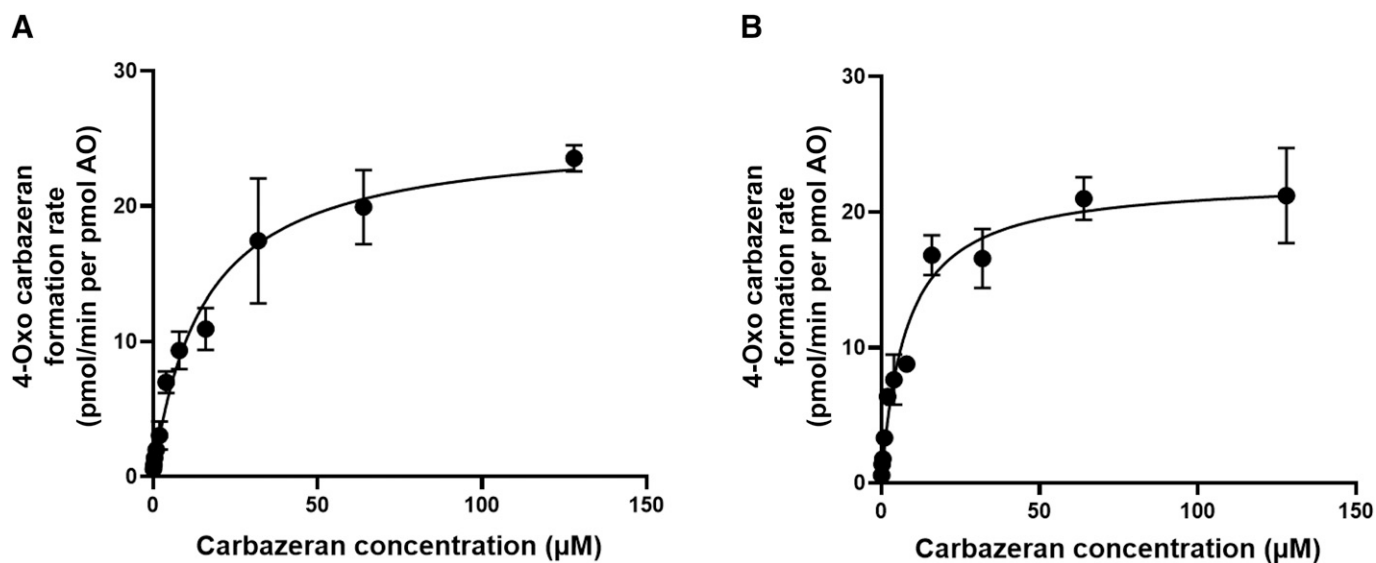 A
4-Oxo carbazeran
formation rate
(pmol/min per pmol AO)
30
20
10
0
0 50 100 150
Carbazeran concentration (µM)
B
4-Oxo carbazeran
formation rate
(pmol/min per pmol AO)
30
20
10
0
0 50 100 150
Carbazeran concentration (µM)